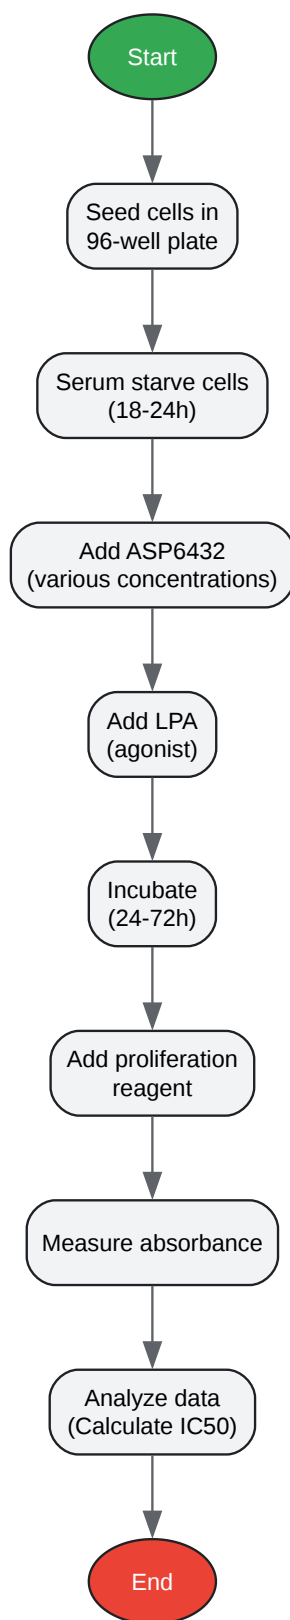 Start
Seed cells in
96-well plate
Serum starve cells
(18-24h)
Add ASP6432
(various concentrations)
Add LPA
(agonist)
Incubate
(24-72h)
Add proliferation
reagent
Measure absorbance
Analyze data
(Calculate IC50)
End